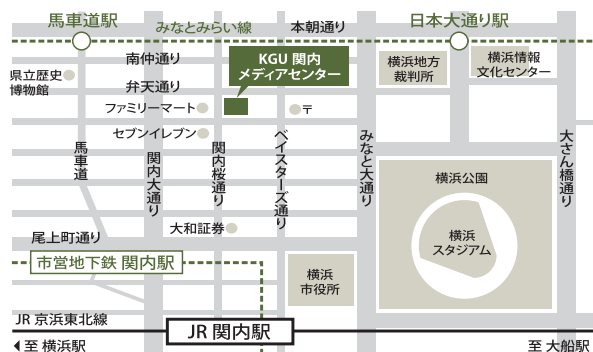 馬車道駅
みなとみらい線
本朝通り
日本大通り駅
南仲通り
KGU 関内
メディアセンター
横浜地方
裁判所
横浜情報
文化センター
県立歴史
博物館
弁天通り
ファミリーマート
〒
セブンイレブン
馬車道
関内大通り
関内桜通り
ベイスターズ通り
みなと大通り
大さん橋通り
横浜公園
大和証券
尾上町通り
横浜
スタジアム
市営地下鉄 関内駅
横浜
市役所
JR 京浜東北線
JR 関内駅
至 横浜駅
至 大船駅